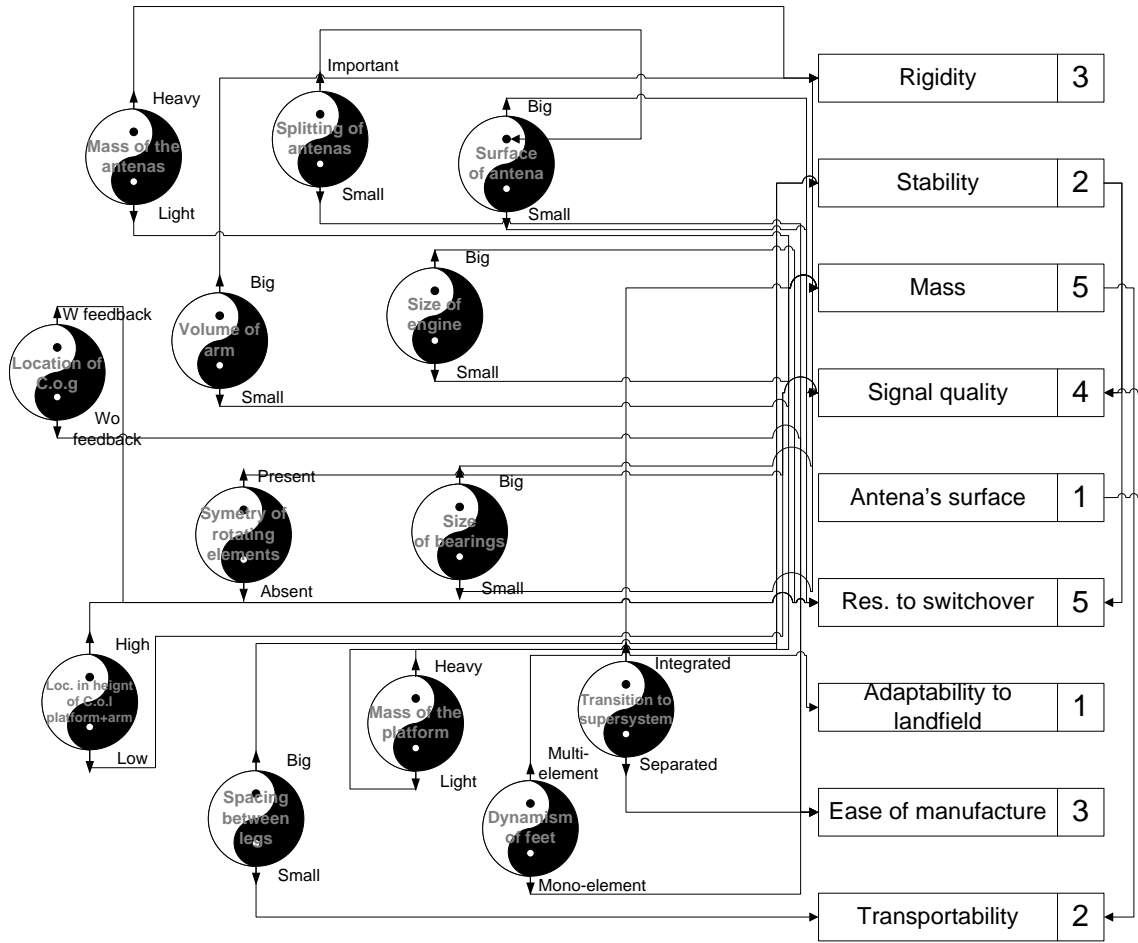 Important
Rigidity 3
Heavy
Big
Splitting of
antenas
Mass of the
antenas
Surface
of antena
Stability 2
Small
Light
Small
Big
Big
Mass 5
W feedback
Size of
engine
Volume of
arm
Location of
C.o.g
Small
Signal quality 4
Small
Wo
feedback
Present
Big
Antena's surface 1
Symetry of
rotating
elements
Size
of bearings
Absent
Small
Res. to switchover 5
High
Heavy
Integrated
Loc. in heignt
of C.o.I
platform+arm
Transition to
supersystem
Mass of the
platform
Adaptability to
landfield 1
Low
Big
Light
Multi-
element
Separated
Spacing
between
legs
Dynamism
of feet
Ease of manufacture 3
Small
Mono-element
Transportability 2